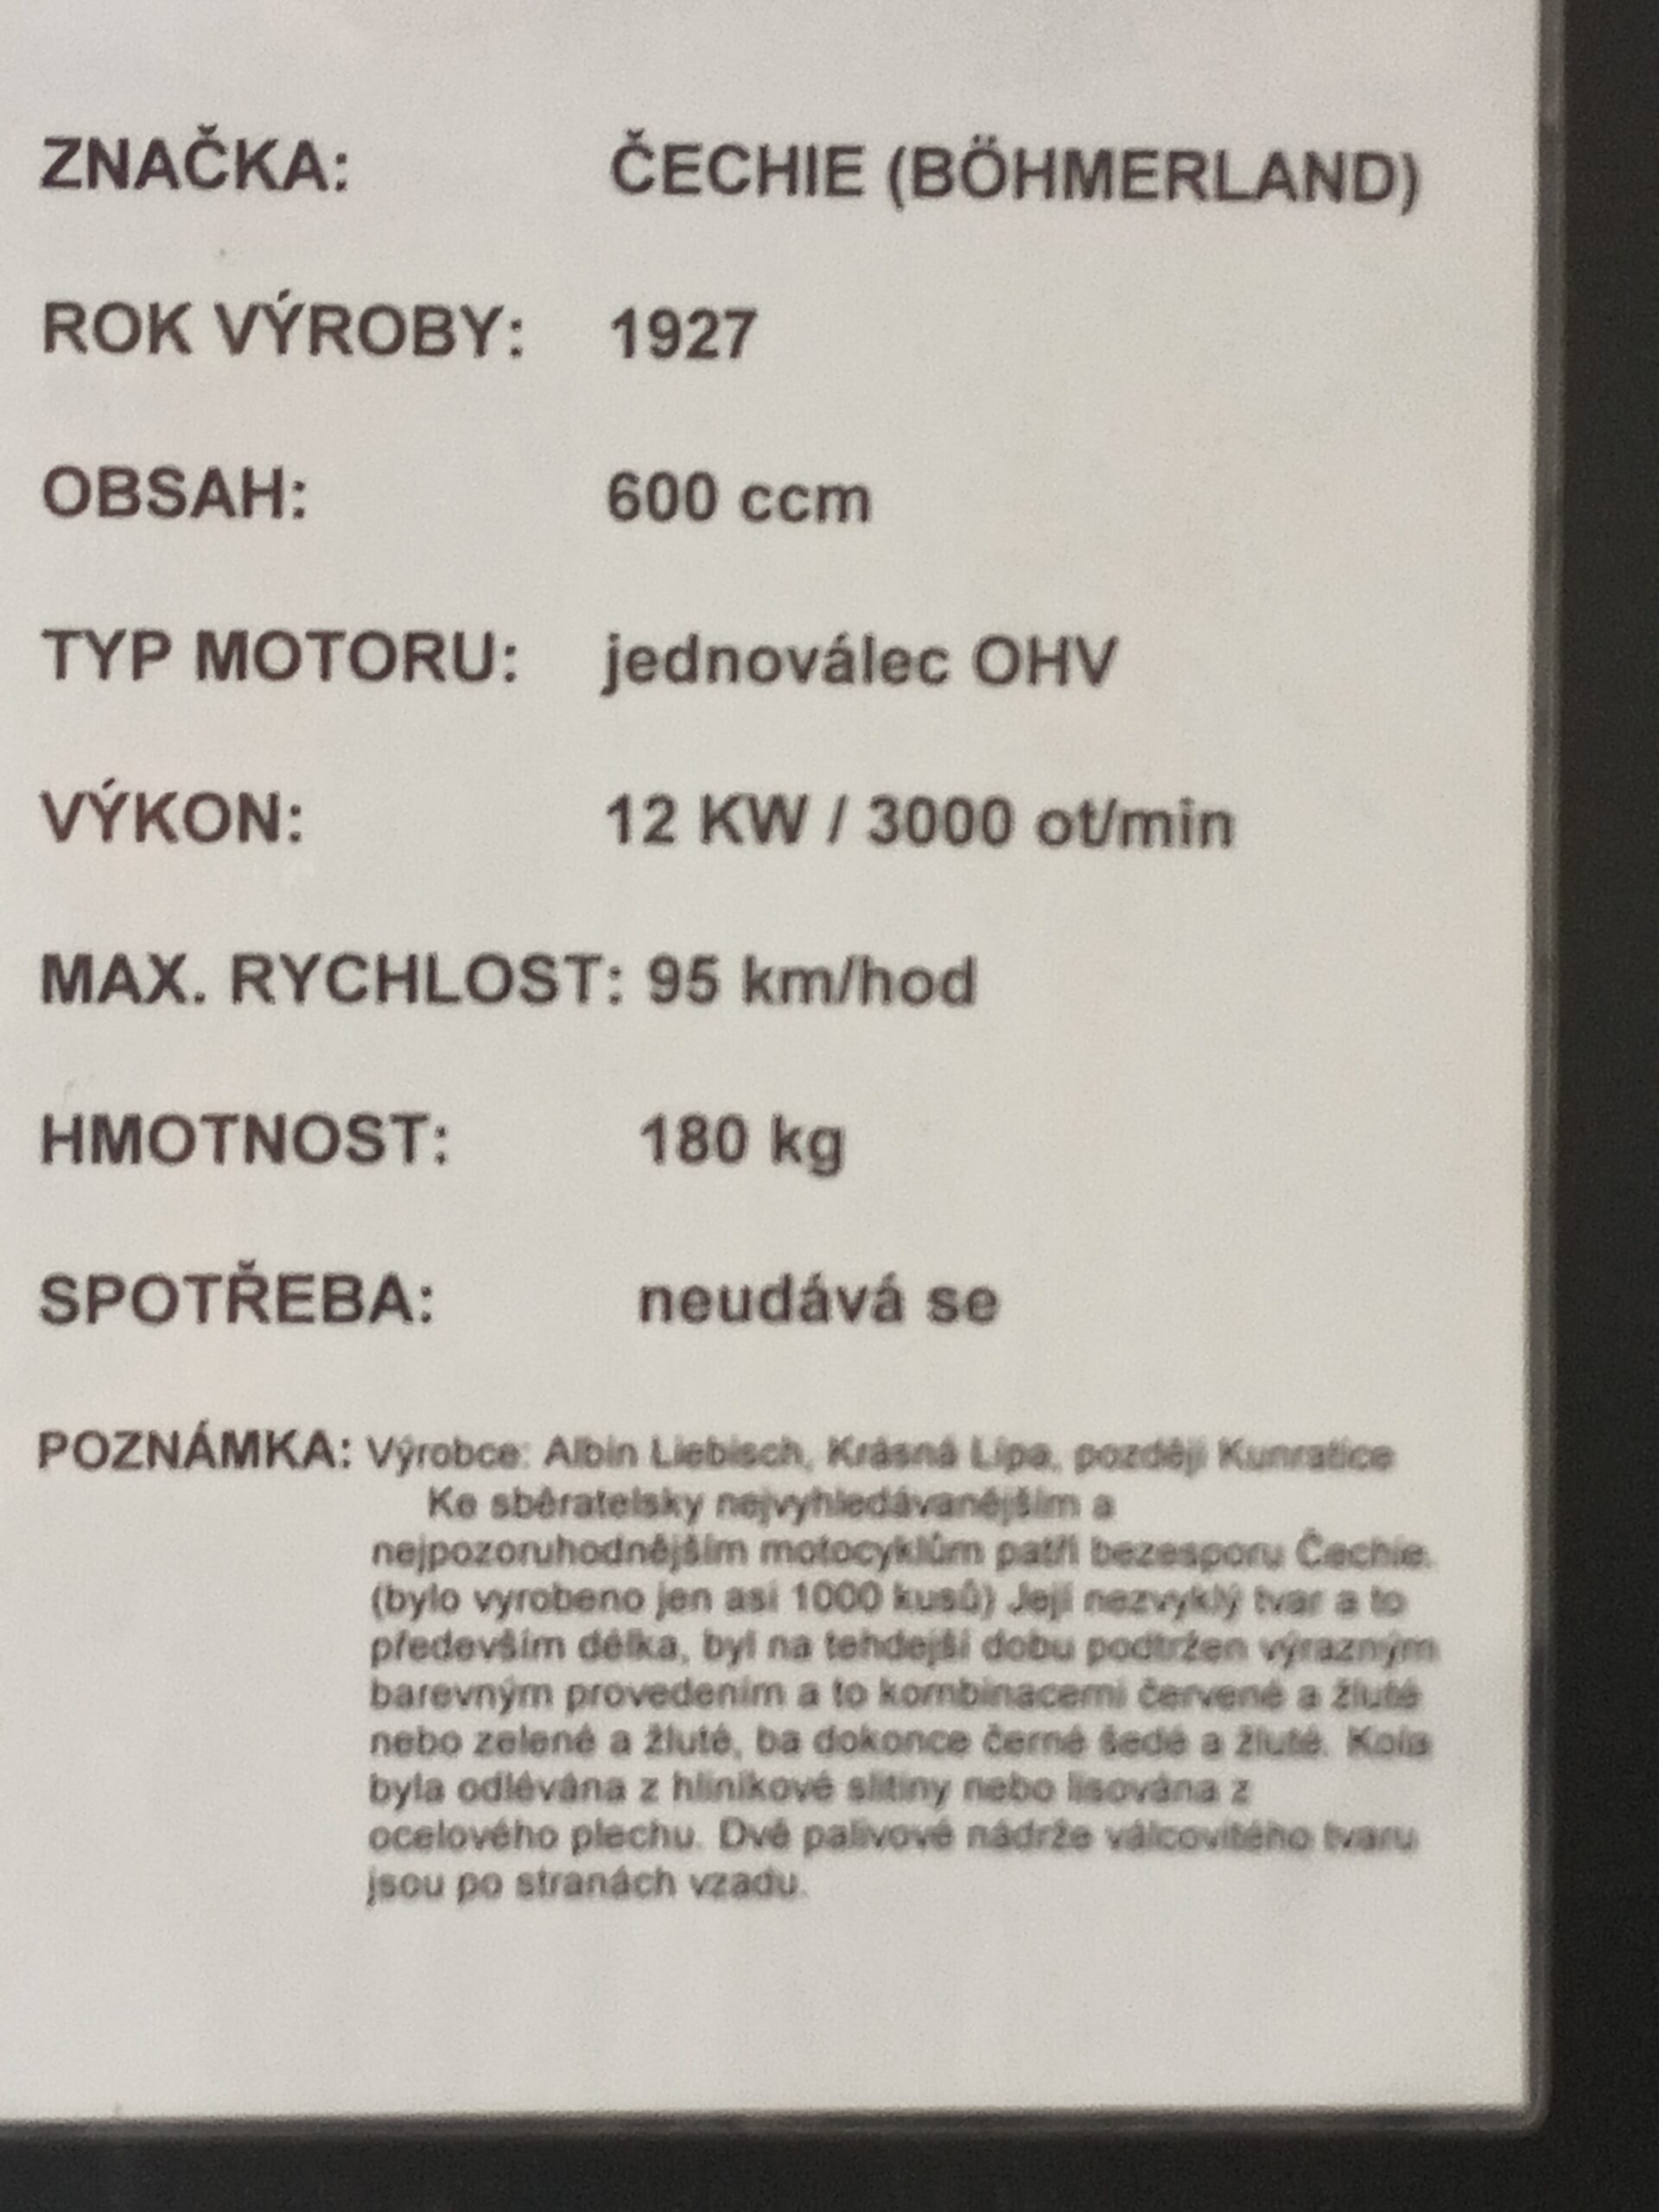 ZNAČKA: ČECHIE (BÖHMERLAND)
ROK VÝROBY: 1927
OBSAH: 600 ccm
TYP MOTORU: jednoválec OHV
VÝKON: 12 KW / 3000 ot/min
MAX. RYCHLOST: 95 km/hod
HMOTNOST: 180 kg
SPOTŘEBA: neudává se
POZNÁMKA: Výrobce: Albin Liebisch, Krásná Lípa, později Kunratice
Ke sběratelsky nejvyhledávanějším a
nejpozoruhodnějším motocyklům patří bezesporu Čechie.
(bylo vyrobeno jen asi 1000 kusů) Její nezvyklý tvar a to
především délka, byl na tehdejší dobu podtržen výrazným
barevným provedením a to kombinacemi červené a žluté
nebo zelené a žluté, ba dokonce černé šedé a žluté. Kola
byla odlévána z hliníkové slitiny nebo lisována z
ocelového plechu. Dvě palivové nádrže válcovitého tvaru
jsou po stranách vzadu.